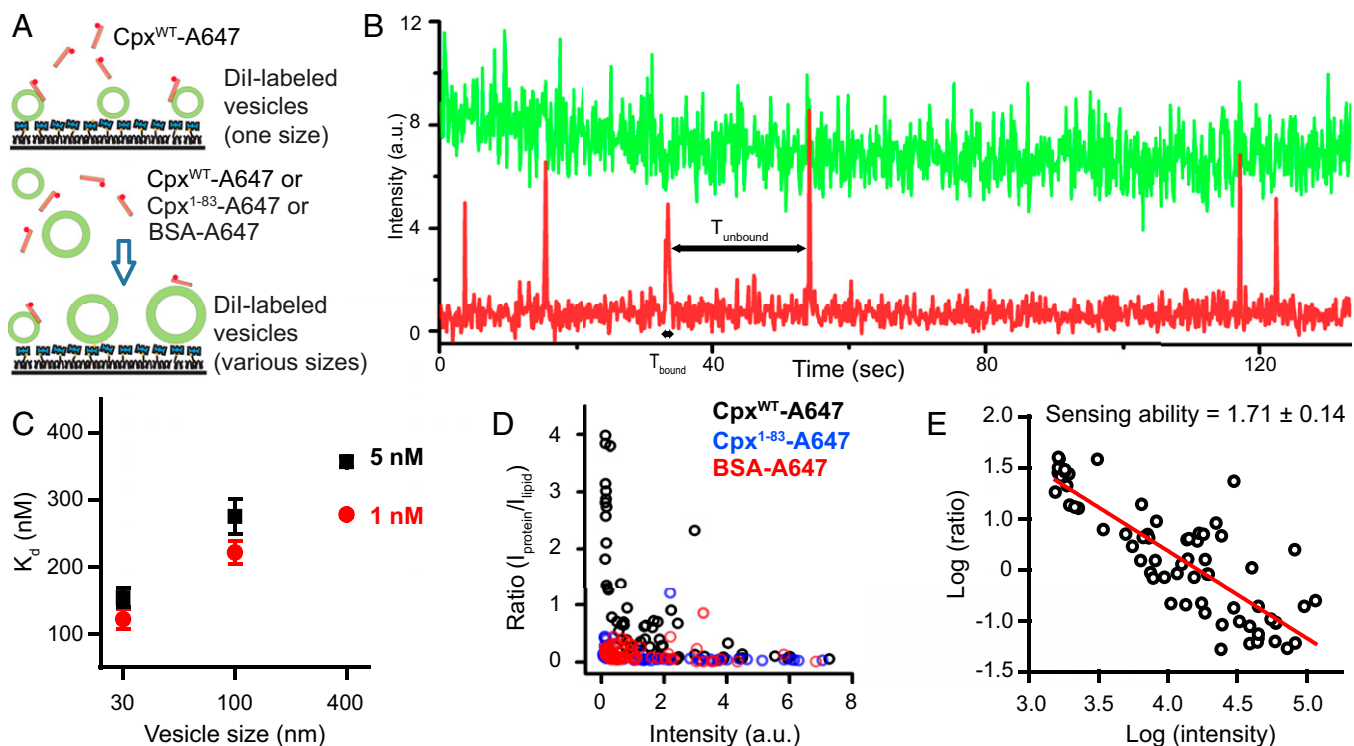 A
Cpx^WT-A647
DiI-labeled
vesicles
(one size)
Cpx^WT-A647 or
Cpx^1-83-A647 or
BSA-A647
DiI-labeled
vesicles
(various sizes)
B
Intensity (a.u.)
12
8
4
0
T_unbound
T_bound
0
40
80
120
Time (sec)
C
K_d (nM)
400
300
200
100
5 nM
1 nM
30
100
400
Vesicle size (nm)
D
Cpx^WT-A647
Cpx^1-83-A647
BSA-A647
Ratio (I_protein/I_lipid)
4
3
2
1
0
0
2
4
6
8
Intensity (a.u.)
E
Sensing ability = 1.71 ± 0.14
Log (ratio)
2.0
1.5
1.0
0
-1.0
-1.5
3.0
3.5
4.0
4.5
5.0
Log (intensity)